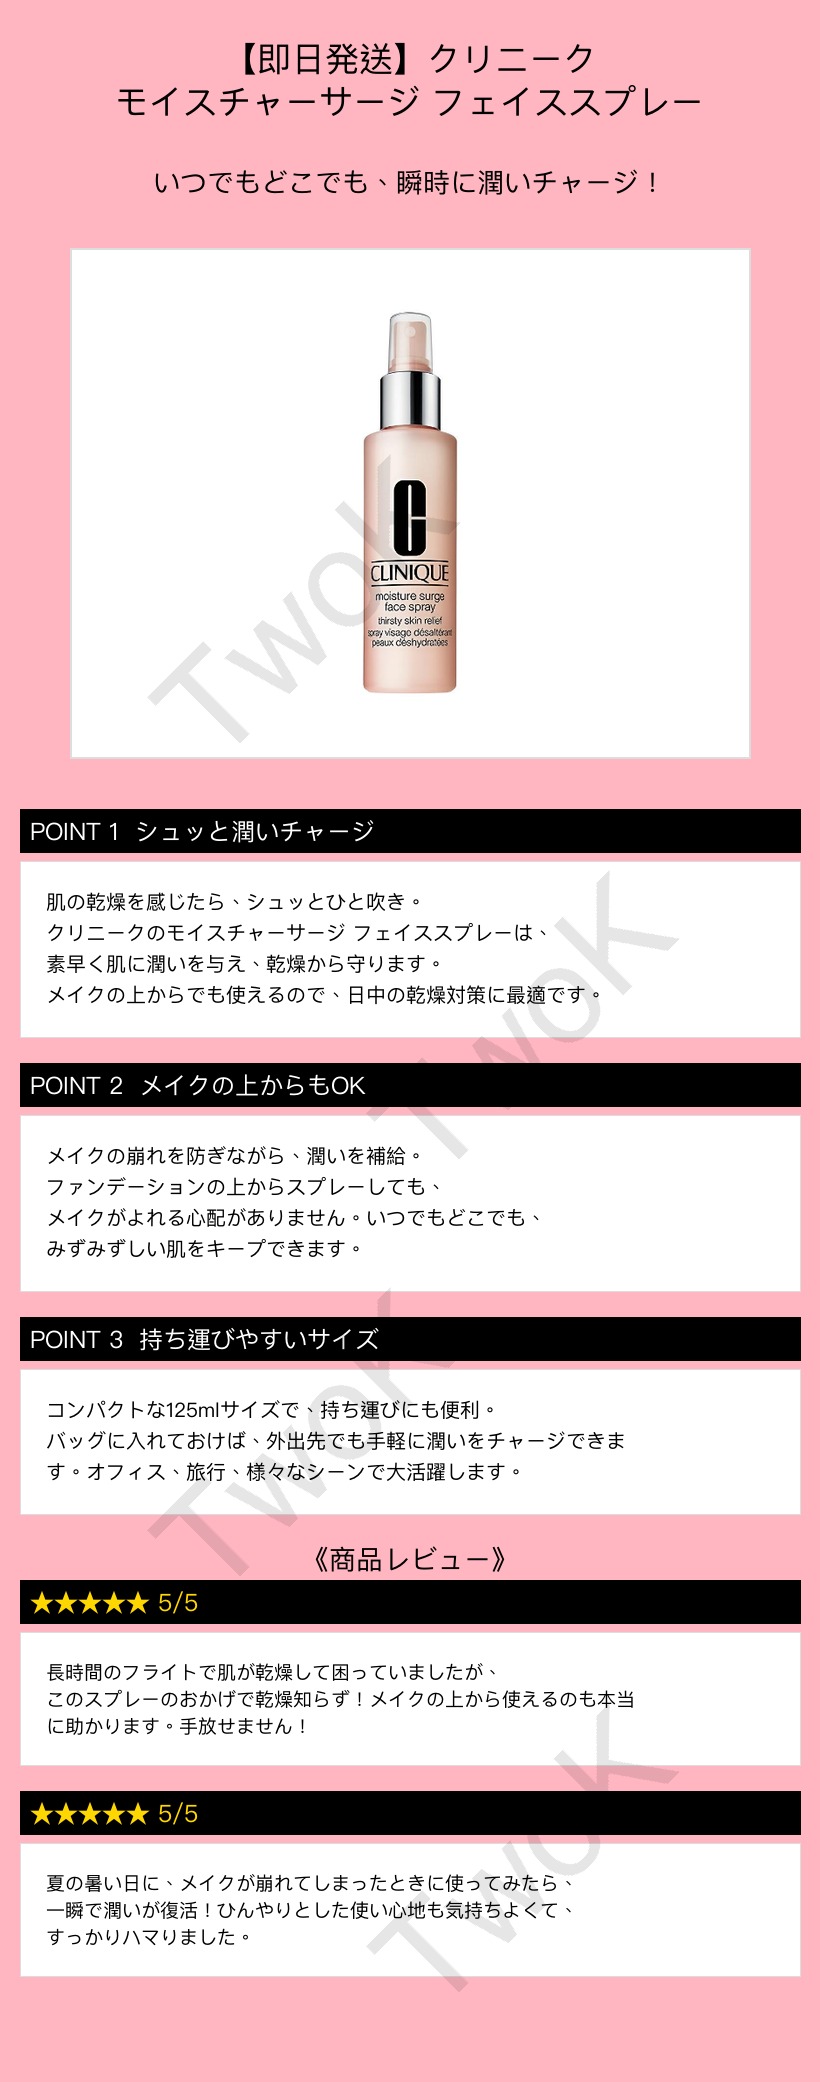 【即日発送】クリニーク
モイスチャーサージ フェイススプレー
いつでもどこでも、瞬時に潤いチャージ！
CLINIQUE
moisture surge
face spray
thirsty skin relief
spray visage désaltérant
peaux déshydratées
TwoK
POINT 1 シュッと潤いチャージ
肌の乾燥を感じたら、シュッとひと吹き。
クリニークのモイスチャーサージ フェイススプレーは、
素早く肌に潤いを与え、乾燥から守ります。
メイクの上からでも使えるので、日中の乾燥対策に最適です。
TwoK
POINT 2 メイクの上からもOK
メイクの崩れを防ぎながら、潤いを補給。
ファンデーションの上からスプレーしても、
メイクがよれる心配がありません。いつでもどこでも、
みずみずしい肌をキープできます。
POINT 3 持ち運びやすいサイズ
コンパクトな125mlサイズで、持ち運びにも便利。
バッグに入れておけば、外出先でも手軽に潤いをチャージできま
す。オフィス、旅行、様々なシーンで大活躍します。
TwoK
《商品レビュー》
★★★★★ 5/5
長時間のフライトで肌が乾燥して困っていましたが、
このスプレーのおかげで乾燥知らず！メイクの上から使えるのも本当
に助かります。手放せません！
★★★★★ 5/5
夏の暑い日に、メイクが崩れてしまったときに使ってみたら、
一瞬で潤いが復活！ひんやりとした使い心地も気持ちよくて、
すっかりハマりました。
TwoK